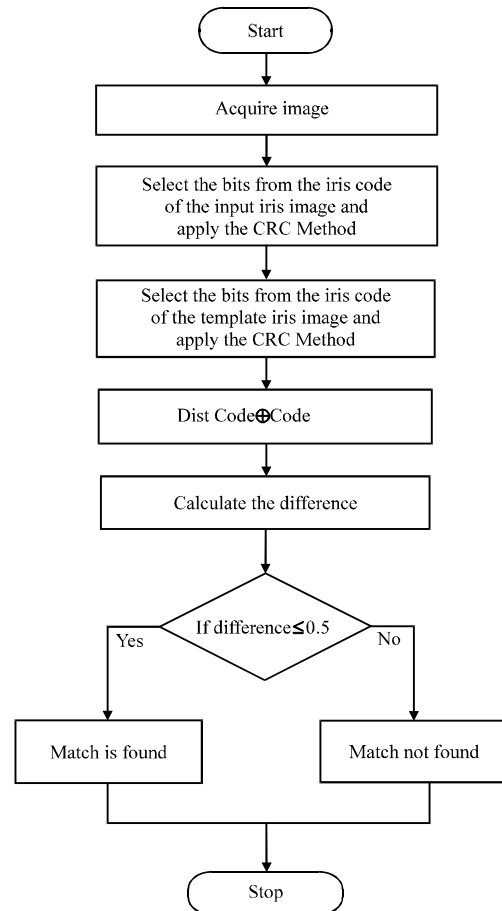 Start
Acquire image
Select the bits from the iris code
of the input iris image and
apply the CRC Method
Select the bits from the iris code
of the template iris image and
apply the CRC Method
Dist Code⊕Code
Calculate the difference
If difference≤0.5
Yes
No
Match is found
Match not found
Stop